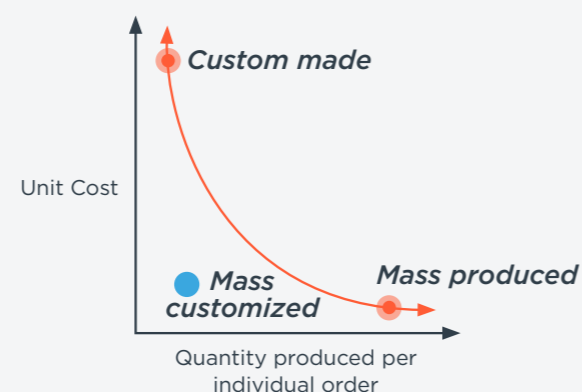 Custom made
Unit Cost
Mass produced
Mass
customized
Quantity produced per
individual order